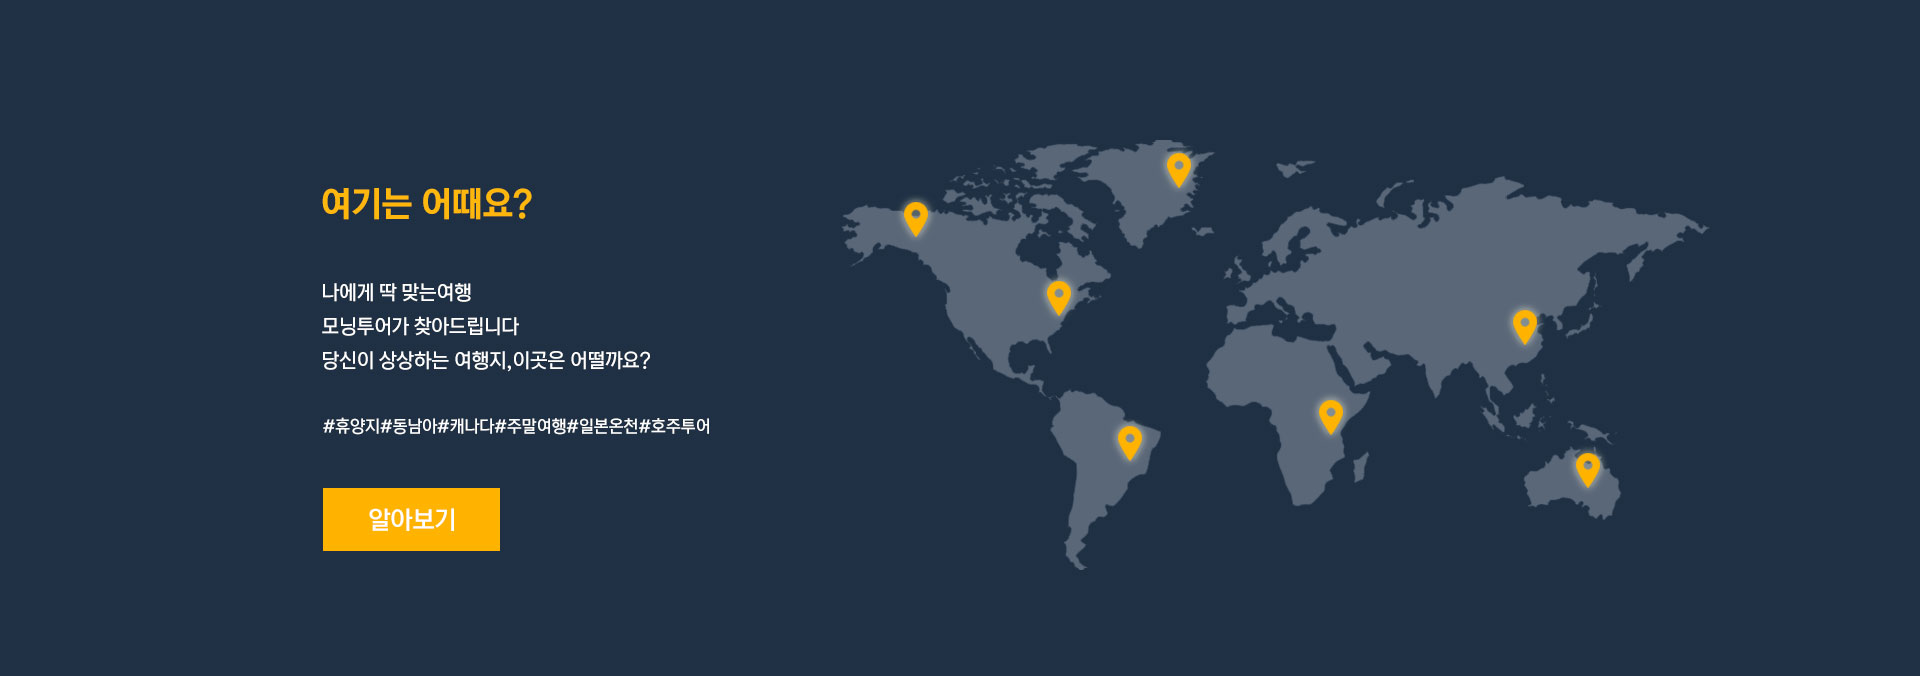 여기는 어때요?
나에게 딱 맞는여행
모닝투어가 찾아드립니다
당신이 상상하는 여행지,이곳은 어떨까요?
#휴양지#동남아#캐나다#주말여행#일본온천#호주투어
알아보기